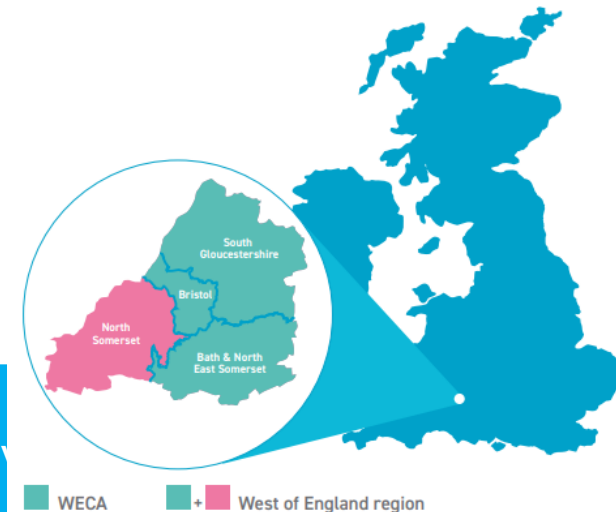 South
Gloucestershire
Bristol
North
Somerset
Bath & North
East Somerset
WECA
+
West of England region